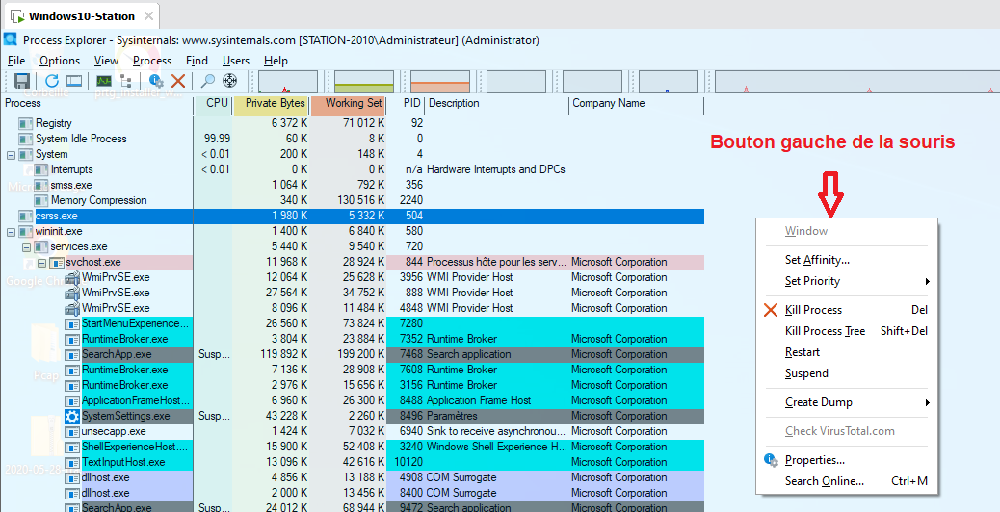 Windows10-Station
Process Explorer - Sysinternals: www.sysinternals.com [STATION-2010\Administrateur] (Administrator)
File Options View Process Find Users Help
Process CPU Private Bytes Working Set PID Description Company Name
Registry 6 372 K 71 012 K 92
System Idle Process 99.99 60 K 8 K 0
System < 0.01 200 K 148 K 4
Interrupts < 0.01 0 K 0 K n/a Hardware Interrupts and DPCs
smss.exe 1 064 K 792 K 356
Memory Compression 340 K 130 516 K 2240
csrss.exe 1 980 K 5 332 K 504
wininit.exe 1 400 K 6 840 K 580
services.exe 5 440 K 9 540 K 720
svchost.exe 11 968 K 28 924 K 844 Processus hôte pour les serv... Microsoft Corporation
WmiPrvSE.exe 12 064 K 25 628 K 3956 WMI Provider Host Microsoft Corporation
WmiPrvSE.exe 27 564 K 34 752 K 888 WMI Provider Host Microsoft Corporation
WmiPrvSE.exe 8 096 K 11 484 K 4848 WMI Provider Host Microsoft Corporation
StartMenuExperience... 26 560 K 73 824 K 7280
RuntimeBroker.exe 3 804 K 23 884 K 7352 Runtime Broker Microsoft Corporation
SearchApp.exe Susp... 119 892 K 199 200 K 7468 Search application Microsoft Corporation
RuntimeBroker.exe 7 136 K 28 908 K 7608 Runtime Broker Microsoft Corporation
RuntimeBroker.exe 2 976 K 15 656 K 3156 Runtime Broker Microsoft Corporation
ApplicationFrameHost... 6 960 K 26 300 K 8488 Application Frame Host Microsoft Corporation
SystemSettings.exe Susp... 43 228 K 2 260 K 8496 Paramètres Microsoft Corporation
unsecapp.exe 1 424 K 7 032 K 6940 Sink to receive asynchronou... Microsoft Corporation
ShellExperienceHost.... 15 900 K 52 408 K 3240 Windows Shell Experience H... Microsoft Corporation
TextInputHost.exe 10 096 K 42 616 K 10120 Microsoft Corporation
dllhost.exe 4 856 K 13 188 K 4908 COM Surrogate Microsoft Corporation
dllhost.exe 2 000 K 13 456 K 8400 COM Surrogate Microsoft Corporation
SearchApp.exe Susp... 24 012 K 68 944 K 9472 Search application Microsoft Corporation
Bouton gauche de la souris
Window
Set Affinity...
Set Priority
Kill Process Del
Kill Process Tree Shift+Del
Restart
Suspend
Create Dump
Check VirusTotal.com
Properties...
Search Online... Ctrl+M